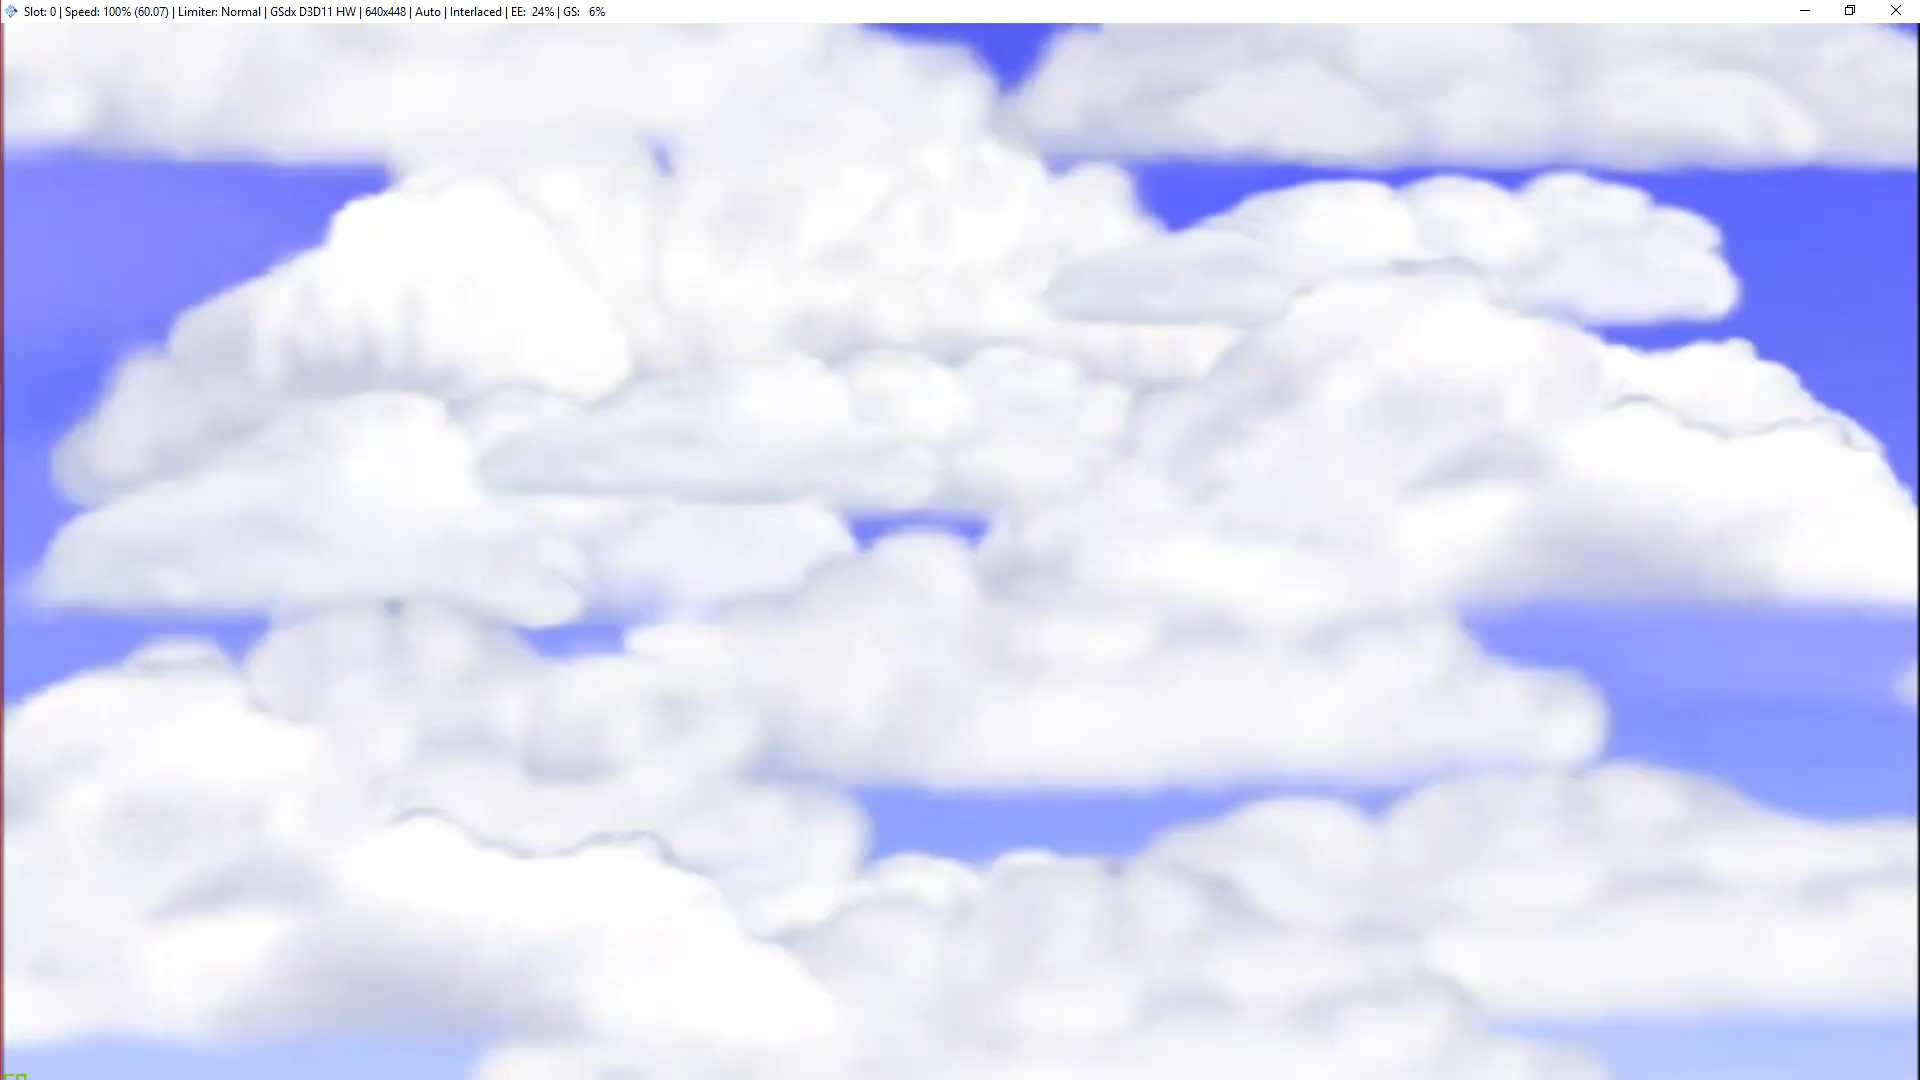 Slot: 0 | Speed: 100% (60.07) | Limiter: Normal | GSdx D3D11 HW | 640x448 | Auto | Interlaced | EE: 24% | GS: 6%